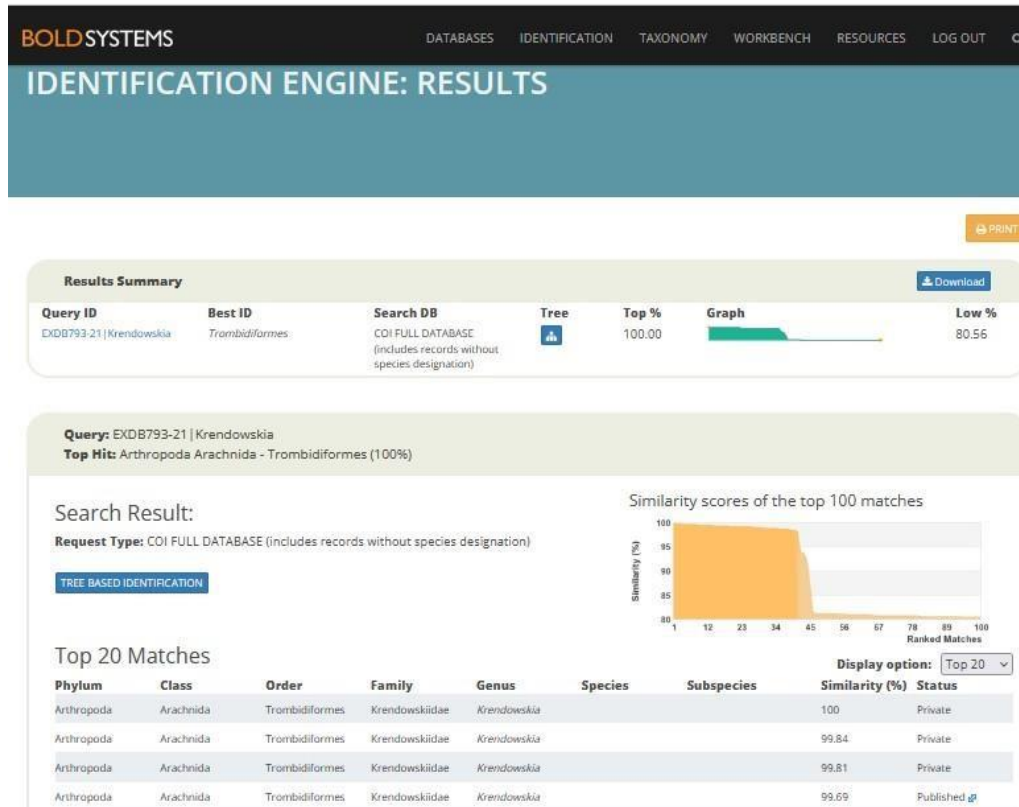 BOLDSYSTEMS DATABASES IDENTIFICATION TAXONOMY WORKBENCH RESOURCES LOG OUT
IDENTIFICATION ENGINE: RESULTS
PRINT
Results Summary Download
Query ID Best ID Search DB Tree Top % Graph Low %
EXDB793-21|Krendowskia Trombidiformes COI FULL DATABASE 100.00 80.56
(includes records without
species designation)
Query: EXDB793-21|Krendowskia
Top Hit: Arthropoda Arachnida - Trombidiformes (100%)
Search Result:
Request Type: COI FULL DATABASE (includes records without species designation)
TREE BASED IDENTIFICATION
Similarity scores of the top 100 matches
Similarity (%)
100
95
90
85
80
1 12 23 34 45 56 67 78 89 100
Ranked Matches
Top 20 Matches
Display option: Top 20
Phylum Class Order Family Genus Species Subspecies Similarity (%) Status
Arthropoda Arachnida Trombidiformes Krendowskiidae Krendowskia 100 Private
Arthropoda Arachnida Trombidiformes Krendowskiidae Krendowskia 99.84 Private
Arthropoda Arachnida Trombidiformes Krendowskiidae Krendowskia 99.81 Private
Arthropoda Arachnida Trombidiformes Krendowskiidae Krendowskia 99.69 Published